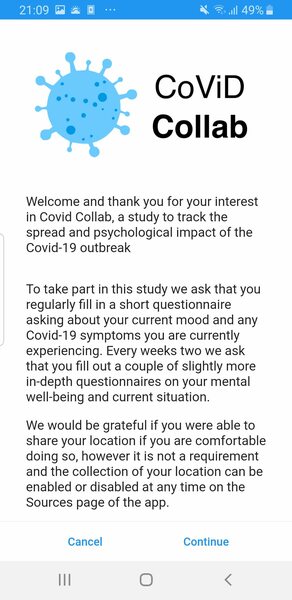 21:09 ... 49%
CoViD
Collab
Welcome and thank you for your interest
in Covid Collab, a study to track the
spread and psychological impact of the
Covid-19 outbreak
To take part in this study we ask that you
regularly fill in a short questionnaire
asking about your current mood and any
Covid-19 symptoms you are currently
experiencing. Every weeks two we ask
that you fill out a couple of slightly more
in-depth questionnaires on your mental
well-being and current situation.
We would be grateful if you were able to
share your location if you are comfortable
doing so, however it is not a requirement
and the collection of your location can be
enabled or disabled at any time on the
Sources page of the app.
Cancel Continue